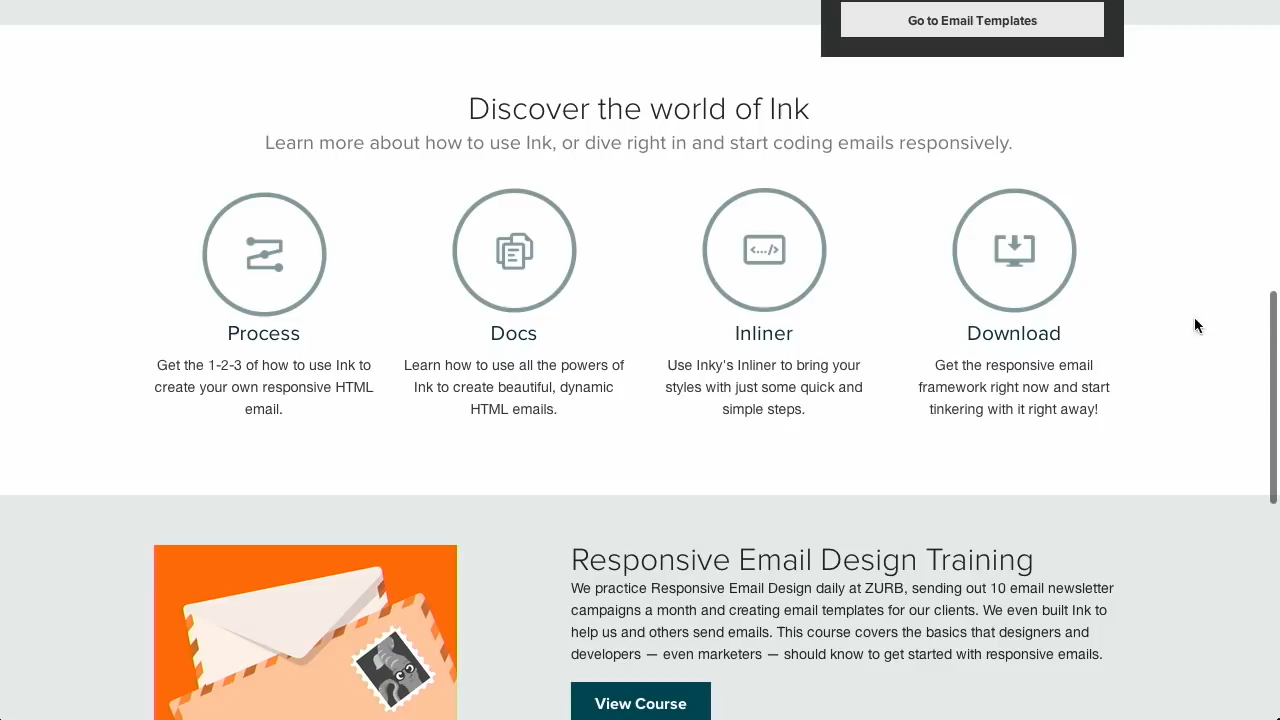 Go to Email Templates
Discover the world of Ink
Learn more about how to use Ink, or dive right in and start coding emails responsively.
<.../>
Process
Get the 1-2-3 of how to use Ink to
create your own responsive HTML
email.
Docs
Learn how to use all the powers of
Ink to create beautiful, dynamic
HTML emails.
Inliner
Use Inky's Inliner to bring your
styles with just some quick and
simple steps.
Download
Get the responsive email
framework right now and start
tinkering with it right away!
Responsive Email Design Training
We practice Responsive Email Design daily at ZURB, sending out 10 email newsletter
campaigns a month and creating email templates for our clients. We even built Ink to
help us and others send emails. This course covers the basics that designers and
developers — even marketers — should know to get started with responsive emails.
View Course